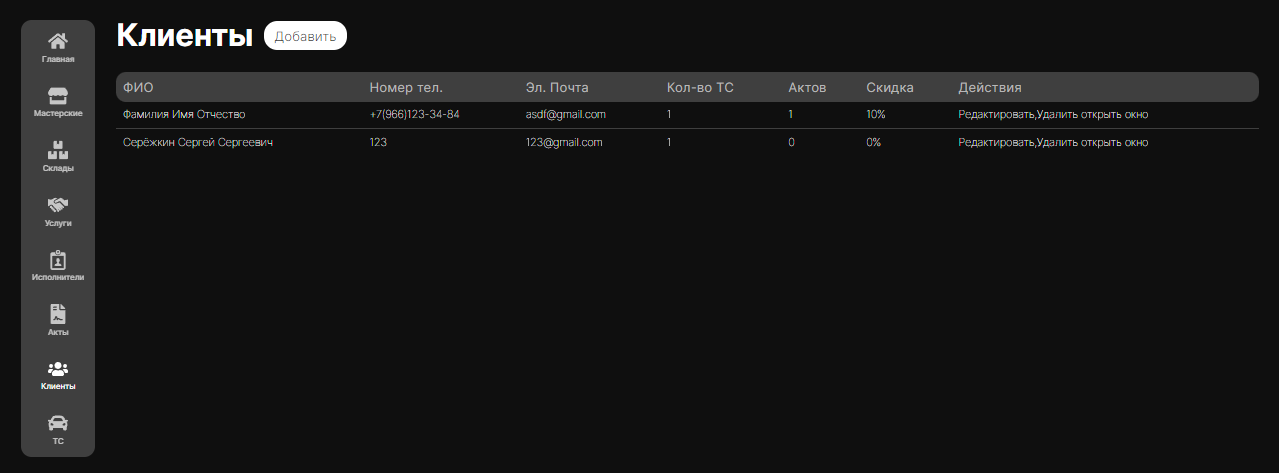 Главная
Мастерские
Склады
Услуги
Исполнители
Акты
Клиенты
ТС
Клиенты Добавить
ФИО Номер тел. Эл. Почта Кол-во ТС Актов Скидка Действия
Фамилия Имя Отчество +7(966)123-34-84 asdf@gmail.com 1 1 10% Редактировать,Удалить открыть окно
Серёжкин Сергей Сергеевич 123 123@gmail.com 1 0 0% Редактировать,Удалить открыть окно